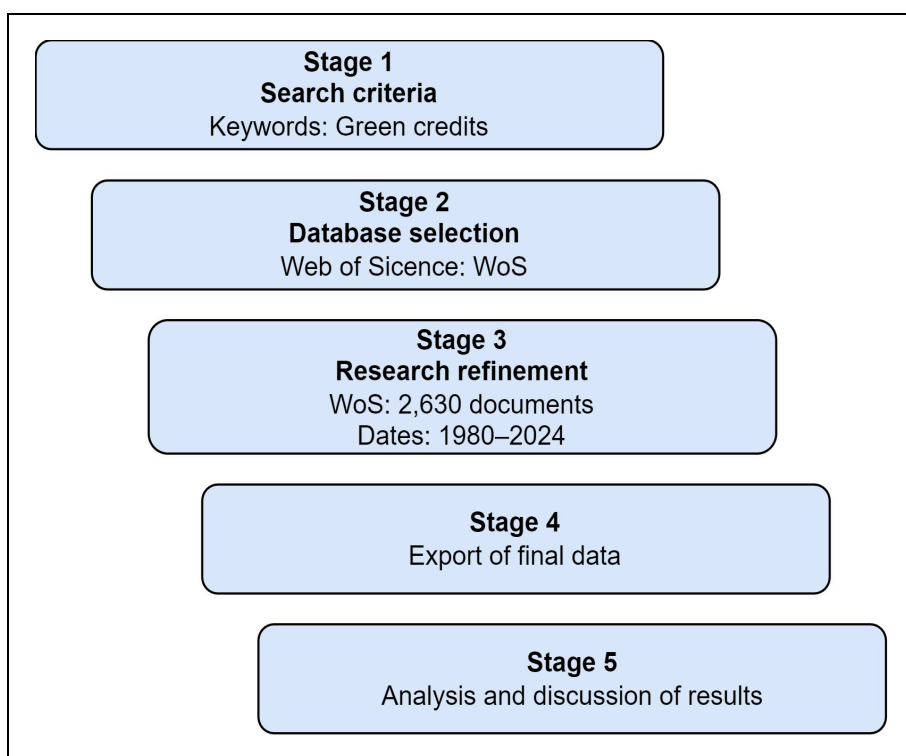 Stage 1
Search criteria
Keywords: Green credits
Stage 2
Database selection
Web of Sicence: WoS
Stage 3
Research refinement
WoS: 2,630 documents
Dates: 1980–2024
Stage 4
Export of final data
Stage 5
Analysis and discussion of results